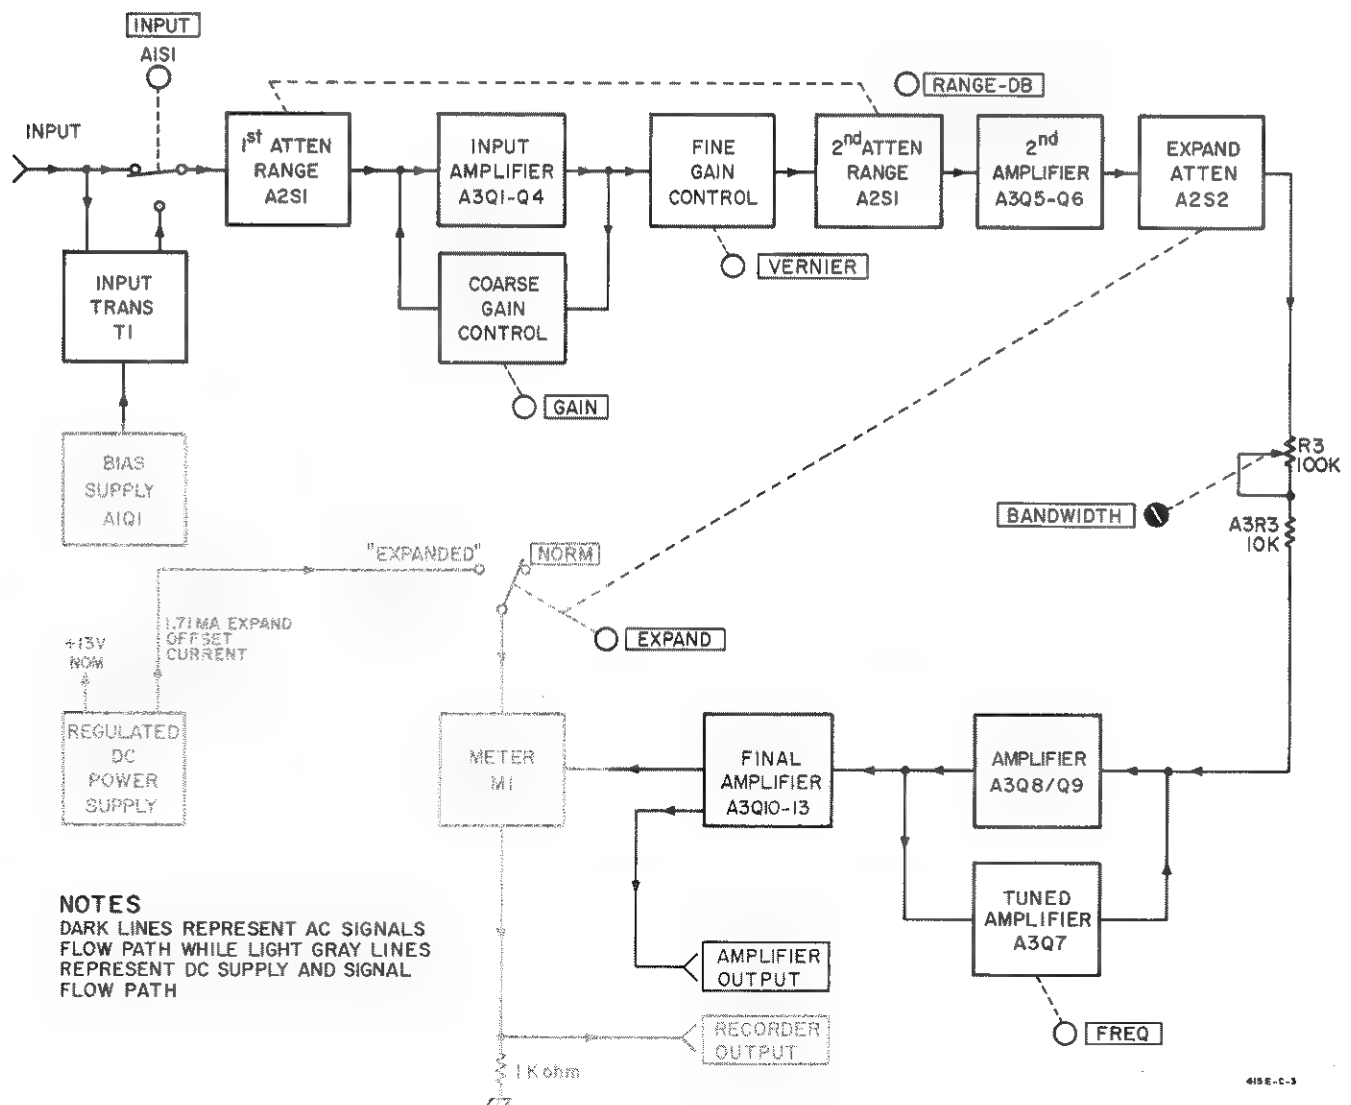 INPUT
A1S1
INPUT
1st ATTEN
RANGE
A2S1
INPUT
AMPLIFIER
A3Q1-Q4
FINE
GAIN
CONTROL
RANGE-DB
2nd ATTEN
RANGE
A2S1
2nd
AMPLIFIER
A3Q5-Q6
EXPAND
ATTEN
A2S2
INPUT
TRANS
T1
COARSE
GAIN
CONTROL
VERNIER
GAIN
BIAS
SUPPLY
A1Q1
R3
100K
BANDWIDTH
A3R3
10K
"EXPANDED"
NORM
EXPAND
1.71MA EXPAND
OFFSET
CURRENT
+13V
NOM
REGULATED
DC
POWER
SUPPLY
METER
M1
FINAL
AMPLIFIER
A3Q10-13
AMPLIFIER
A3Q8/Q9
TUNED
AMPLIFIER
A3Q7
FREQ
AMPLIFIER
OUTPUT
RECORDER
OUTPUT
1K ohm
NOTES
DARK LINES REPRESENT AC SIGNALS
FLOW PATH WHILE LIGHT GRAY LINES
REPRESENT DC SUPPLY AND SIGNAL
FLOW PATH
415E-C-3